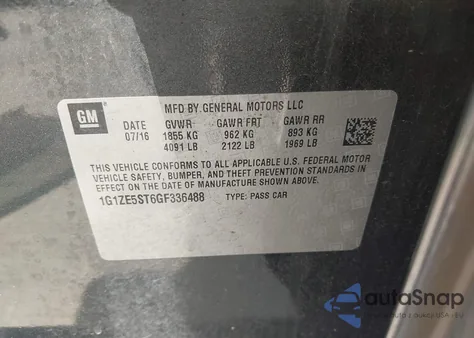 GM
MFD BY GENERAL MOTORS LLC
DATE GVWR GAWR FRT GAWR RR
07/16 1855 KG 962 KG 893 KG
4091 LB 2122 LB 1969 LB
THIS VEHICLE CONFORMS TO ALL APPLICABLE U.S. FEDERAL MOTOR
VEHICLE SAFETY, BUMPER, AND THEFT PREVENTION STANDARDS IN
EFFECT ON THE DATE OF MANUFACTURE SHOWN ABOVE.
1G1ZE5ST6GF336488 TYPE: PASS CAR
autoSnap